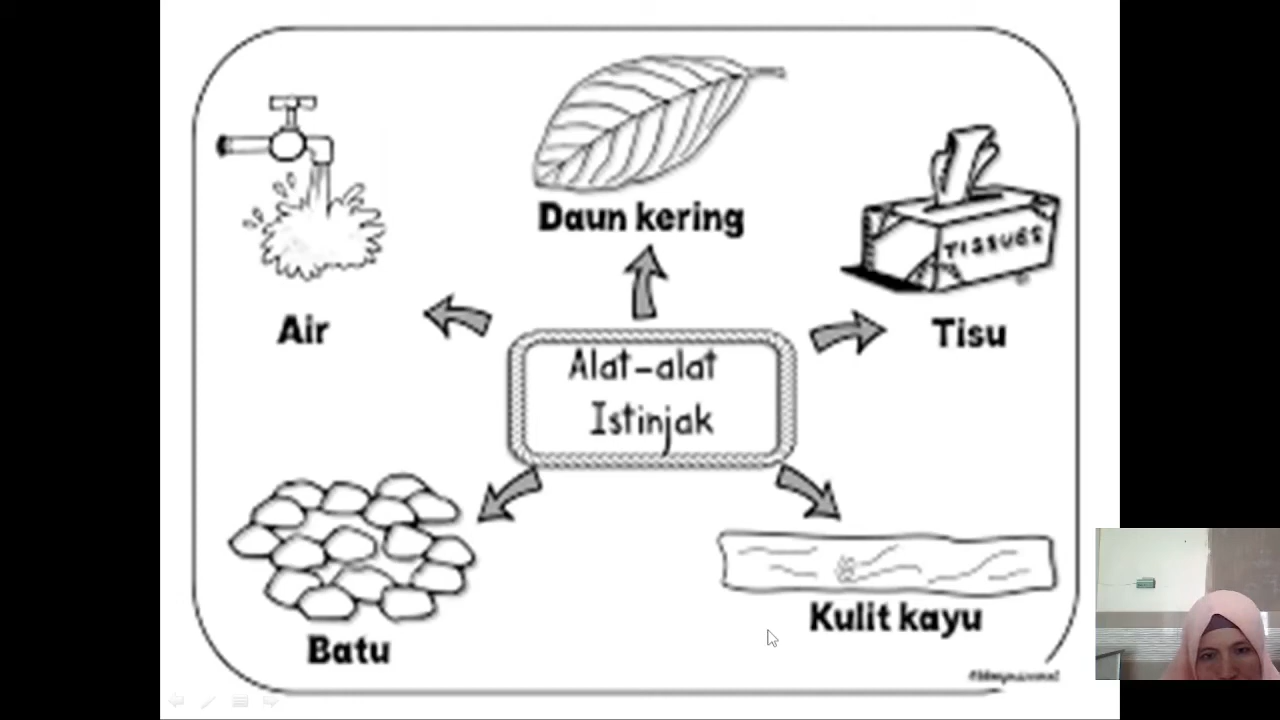 Daun kering
TISSUES
Air
Tisu
Alat-alat
Istinjak
Kulit kayu
Batu